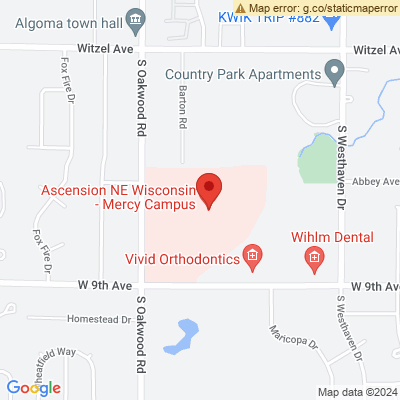 Map error: g.co/staticmaperror
Algoma town hall
KWIK TRIP #882
Witzel Ave
Witzel Ave
Fox Fire Dr
S Oakwood Rd
Barton Rd
Country Park Apartments
S Westhaven Dr
Abbey Ave
Ascension NE Wisconsin
- Mercy Campus
Fox Fire Dr
Vivid Orthodontics
Wihlm Dental
W 9th Ave
W 9th Ave
Homestead Dr
S Oakwood Rd
Maricopa Dr
S Westhaven Dr
Wheatfield Way
Google
Map data ©2024